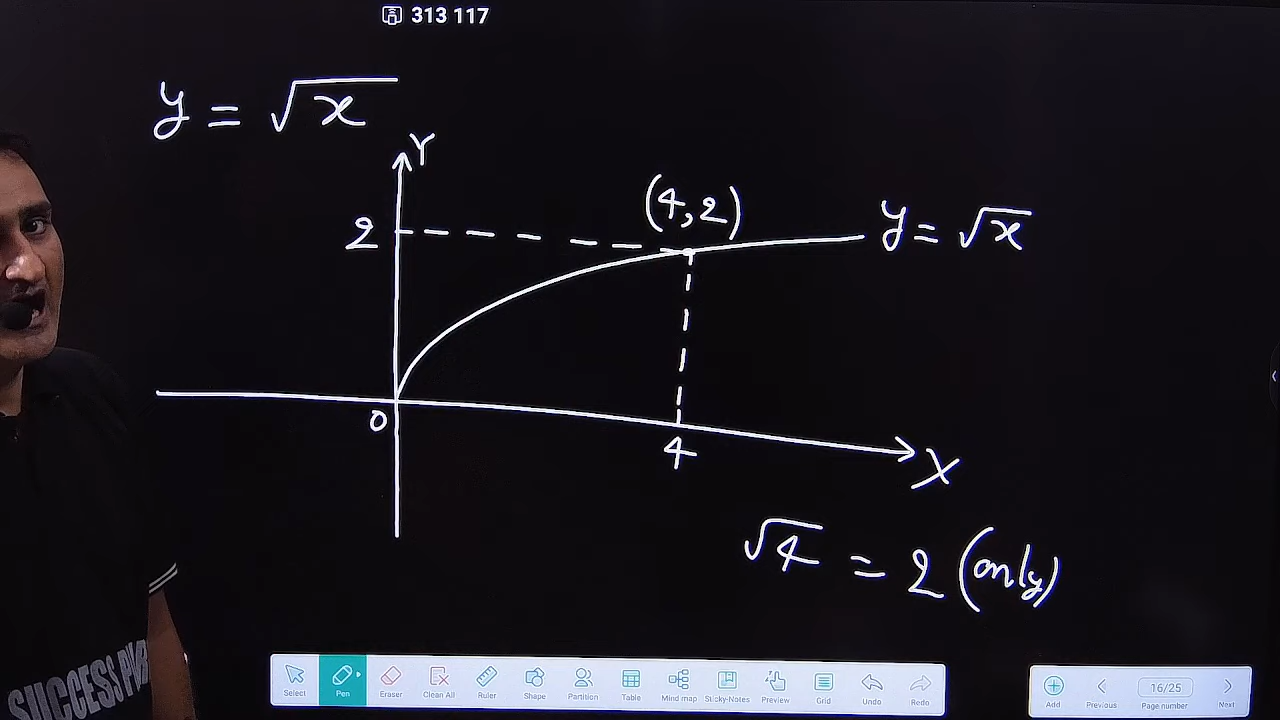 313 117
y = √x
Y
(4,2)
2
y = √x
0
4
X
√4 = 2 (only)
SUCCESS
Select
Pen
Eraser
Clean All
Ruler
Shape
Partition
Table
Mind map
Sticky-Notes
Preview
Grid
Undo
Redo
Add
Previous
16/25
Page number
Next